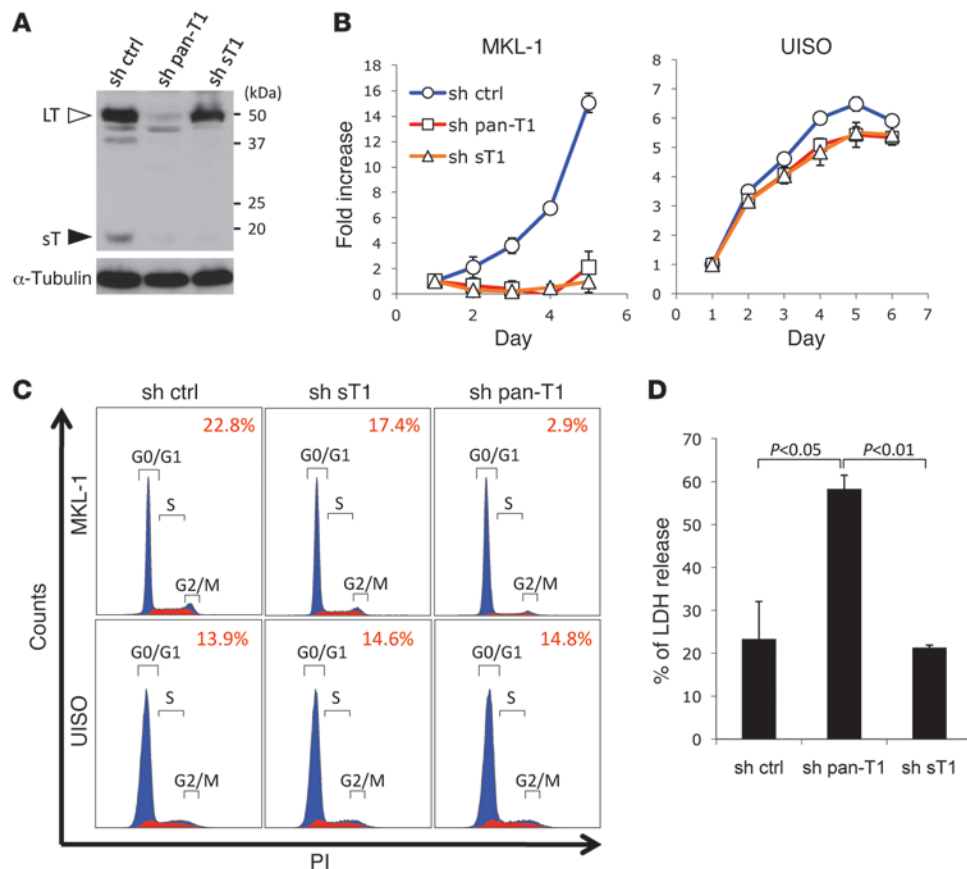 A
sh ctrl
sh pan-T1
sh sT1
(kDa)
LT
50
37
25
20
sT
α-Tubulin
B
MKL-1
Fold increase
18
16
14
12
10
8
6
4
2
0
sh ctrl
sh pan-T1
sh sT1
0 2 4 6
Day
UISO
8
7
6
5
4
3
2
1
0
0 1 2 3 4 5 6 7
Day
C
sh ctrl sh sT1 sh pan-T1
Counts
MKL-1
22.8% 17.4% 2.9%
G0/G1 G0/G1 G0/G1
S S S
G2/M G2/M G2/M
UISO
13.9% 14.6% 14.8%
G0/G1 G0/G1 G0/G1
S S S
G2/M G2/M G2/M
PI
D
% of LDH release
70
60
50
40
30
20
10
0
P<0.05 P<0.01
sh ctrl sh pan-T1 sh sT1